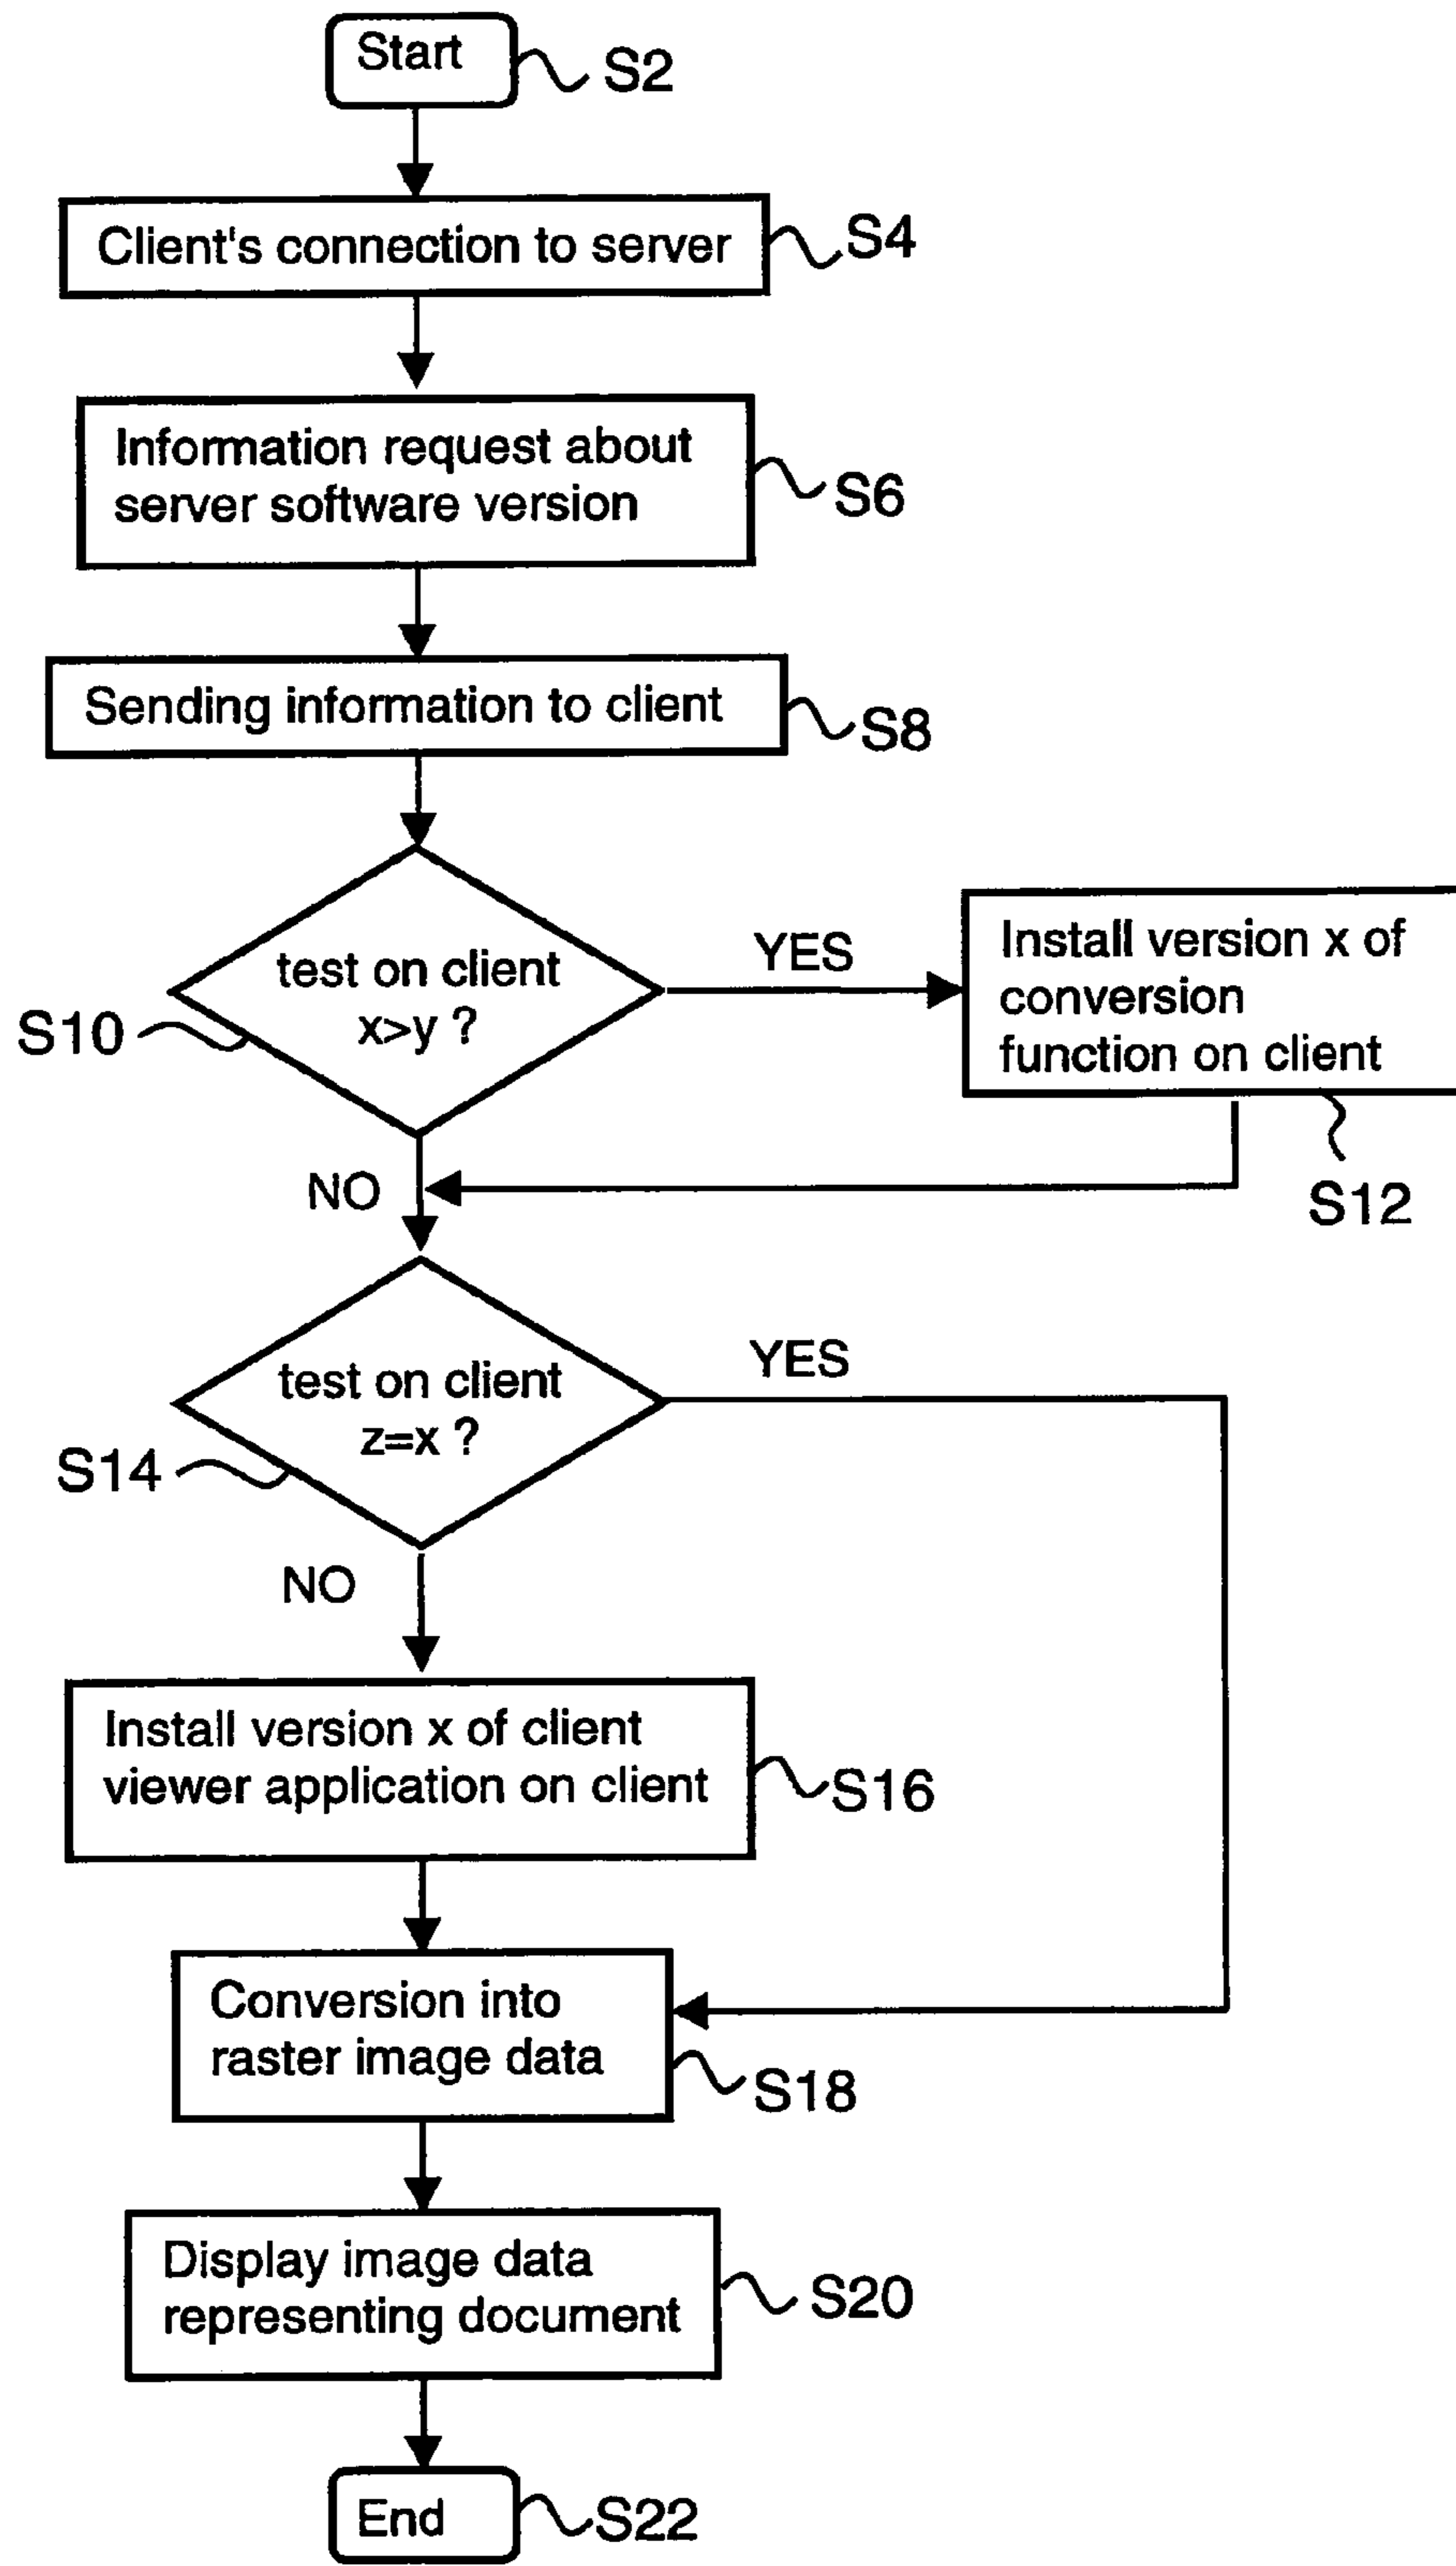 Start
S2
Client's connection to server
S4
Information request about
server software version
S6
Sending information to client
S8
test on client
x>y ?
S10
YES
Install version x of
conversion
function on client
S12
NO
test on client
z=x ?
S14
YES
NO
Install version x of client
viewer application on client
S16
Conversion into
raster image data
S18
Display image data
representing document
S20
End
S22